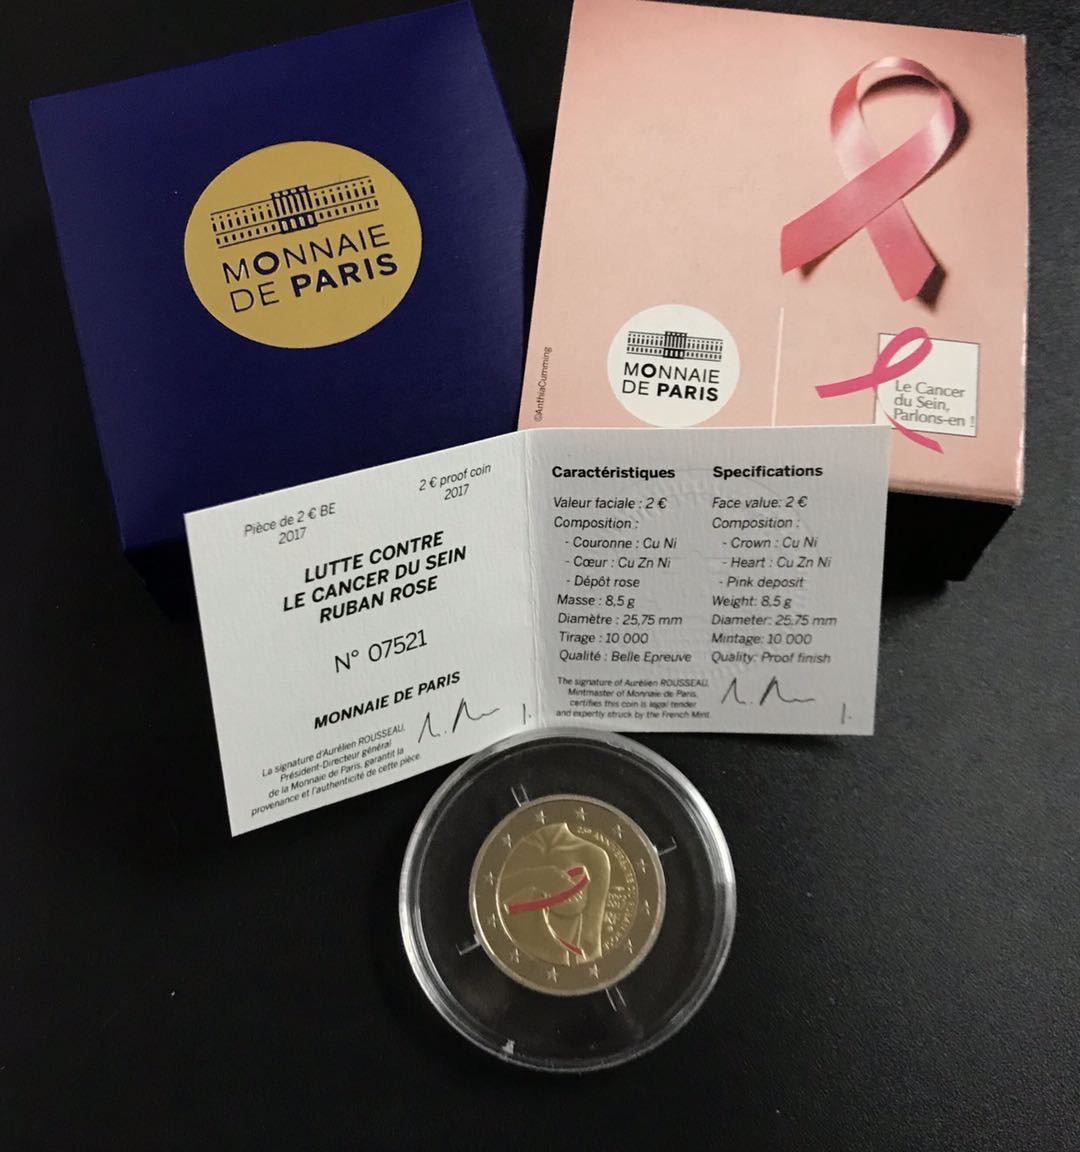 MONNAIE
DE PARIS
©AnthiaCumming
MONNAIE
DE PARIS
Le Cancer
du Sein,
Parlons-en !
Pièce de 2 € BE
2017
2 € proof coin
2017
LUTTE CONTRE
LE CANCER DU SEIN
RUBAN ROSE
N° 07521
MONNAIE DE PARIS
La signature d'Aurélien ROUSSEAU,
Président-Directeur général
de la Monnaie de Paris, garantit la
provenance et l'authenticité de cette pièce.
Caractéristiques
Valeur faciale : 2 €
Composition :
- Couronne : Cu Ni
- Cœur : Cu Zn Ni
- Dépôt rose
Masse : 8,5 g
Diamètre : 25,75 mm
Tirage : 10 000
Qualité : Belle Epreuve
Specifications
Face value: 2 €
Composition :
- Crown : Cu Ni
- Heart : Cu Zn Ni
- Pink deposit
Weight: 8.5 g
Diameter: 25.75 mm
Mintage: 10 000
Quality: Proof finish
The signature of Aurélien ROUSSEAU,
Mintmaster of Monnaie de Paris,
certifies this coin is legal tender
and expertly struck by the French Mint
25e ANNIVERSAIRE DU RUBAN ROSE